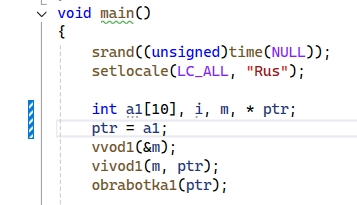 void main()
{
srand((unsigned)time(NULL));
setlocale(LC_ALL, "Rus");
int a1[10], i, m, * ptr;
ptr = a1;
vvod1(&m);
vivod1(m, ptr);
obrabotka1(ptr);